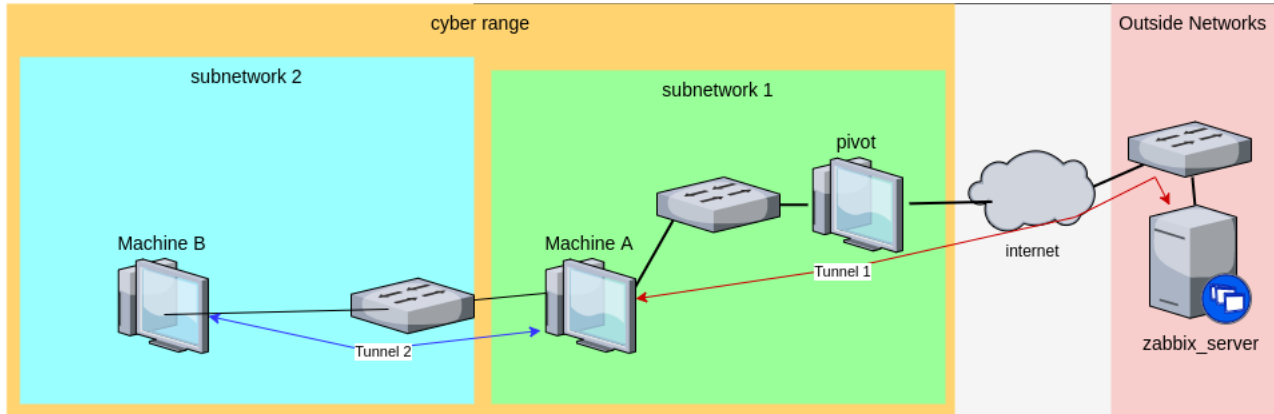 cyber range
Outside Networks
subnetwork 2
subnetwork 1
pivot
Machine B
Machine A
internet
Tunnel 1
Tunnel 2
zabbix_server